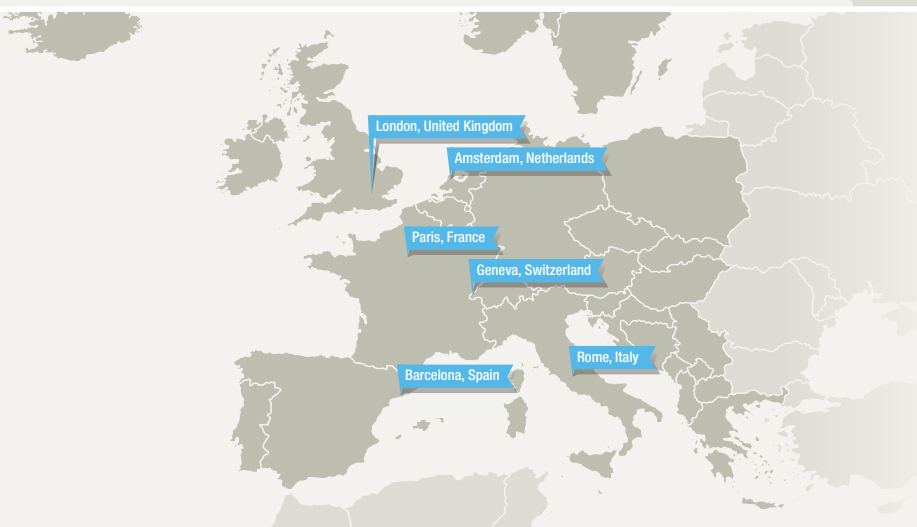 London, United Kingdom
Amsterdam, Netherlands
Paris, France
Geneva, Switzerland
Rome, Italy
Barcelona, Spain